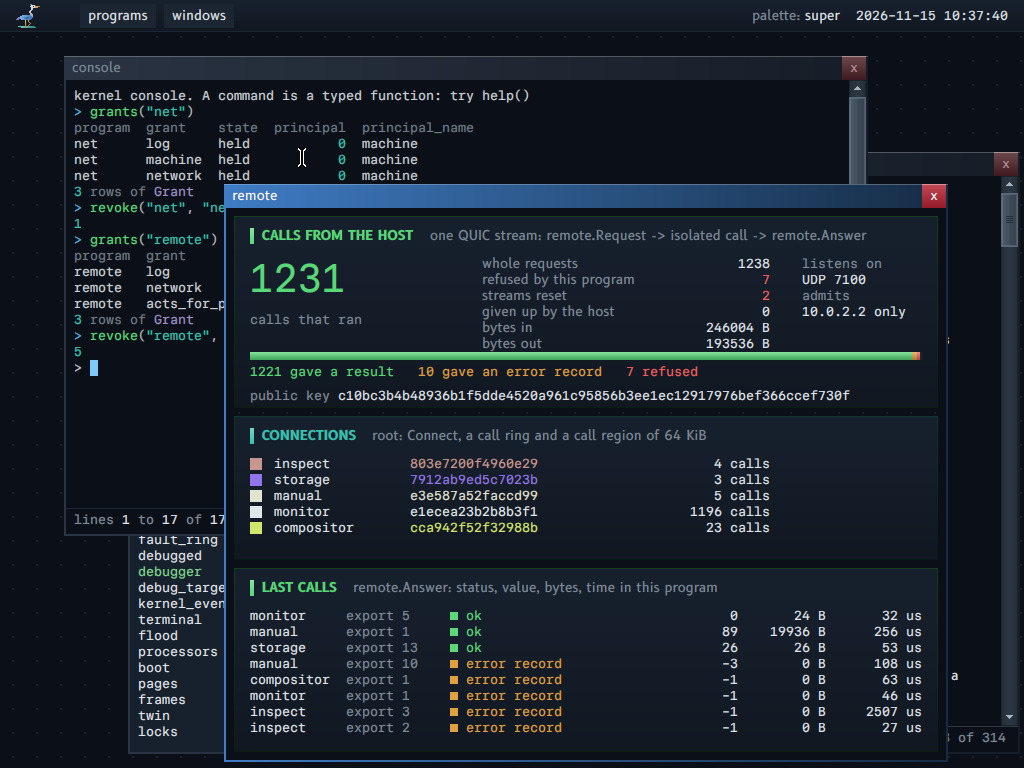 programs windows palette: super 2026-11-15 10:37:40
console x
kernel console. A command is a typed function: try help()
> grants("net")
program grant state principal principal_name
net log held 0 machine
net machine held 0 machine
net network held 0 machine
3 rows of Grant
> revoke("net", "ne
1
> grants("remote")
program grant
remote log
remote network
remote acts_for_p
3 rows of Grant
> revoke("remote",
5
>
lines 1 to 17 of 17
x
remote x
CALLS FROM THE HOST one QUIC stream: remote.Request -> isolated call -> remote.Answer
1231
calls that ran
whole requests 1238
refused by this program 7
streams reset 2
given up by the host 0
bytes in 246004 B
bytes out 193536 B
listens on
UDP 7100
admits
10.0.2.2 only
1221 gave a result 10 gave an error record 7 refused
public key c10bc3b4b48936b1f5dde4520a961c95856b3ee1ec12917976bef366ccef730f
CONNECTIONS root: Connect, a call ring and a call region of 64 KiB
inspect 803e7200f4960e29 4 calls
storage 7912ab9ed5c7023b 3 calls
manual e3e587a52faccd99 5 calls
monitor e1ecea23b2b8b3f1 1196 calls
compositor cca942f52f32988b 23 calls
LAST CALLS remote.Answer: status, value, bytes, time in this program
monitor export 5 ok 0 24 B 32 us
manual export 1 ok 89 19936 B 256 us
storage export 13 ok 26 26 B 53 us
manual export 10 error record -3 0 B 108 us
compositor export 1 error record -1 0 B 63 us
monitor export 1 error record -1 0 B 46 us
inspect export 3 error record -1 0 B 2507 us
inspect export 2 error record -1 0 B 27 us
fault_ring
debugged
debugger
debug_targe
kernel_even
terminal
flood
processors
boot
pages
frames
twin
locks
a
of 314